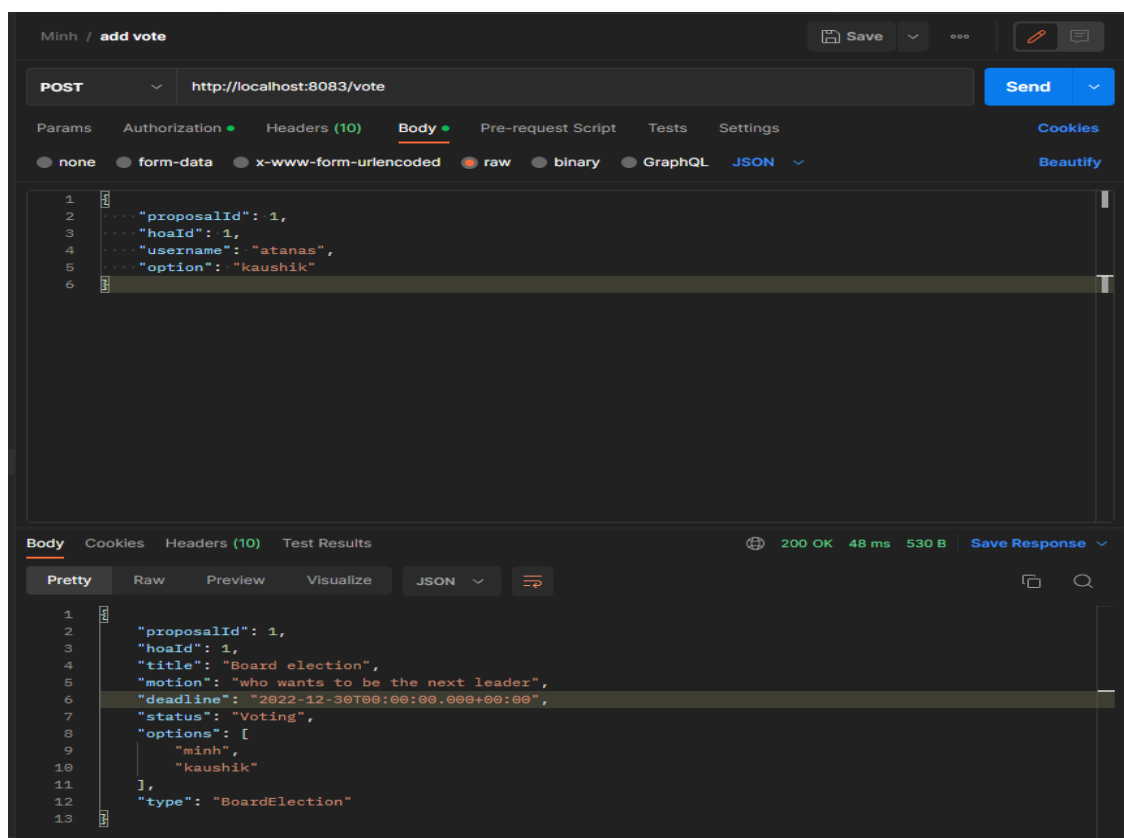 Minh / add vote
Save
POST http://localhost:8083/vote Send
Params Authorization Headers (10) Body Pre-request Script Tests Settings Cookies
none form-data x-www-form-urlencoded raw binary GraphQL JSON Beautify
1 {
2 "proposalId": 1,
3 "hoaId": 1,
4 "username": "atanas",
5 "option": "kaushik"
6 }
Body Cookies Headers (10) Test Results 200 OK 48 ms 530 B Save Response
Pretty Raw Preview Visualize JSON
1 {
2 "proposalId": 1,
3 "hoaId": 1,
4 "title": "Board election",
5 "motion": "who wants to be the next leader",
6 "deadline": "2022-12-30T00:00:00.000+00:00",
7 "status": "Voting",
8 "options": [
9 "minh",
10 "kaushik"
11 ],
12 "type": "BoardElection"
13 }